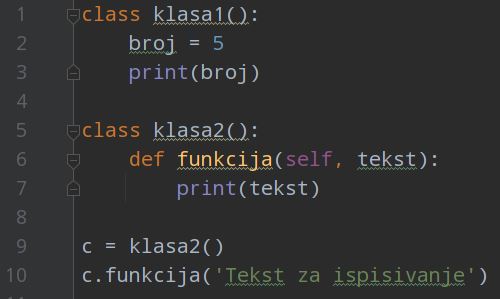 1 class klasa1():
2     broj = 5
3     print(broj)
4
5 class klasa2():
6     def funkcija(self, tekst):
7         print(tekst)
8
9 c = klasa2()
10 c.funkcija('Tekst za ispisivanje')